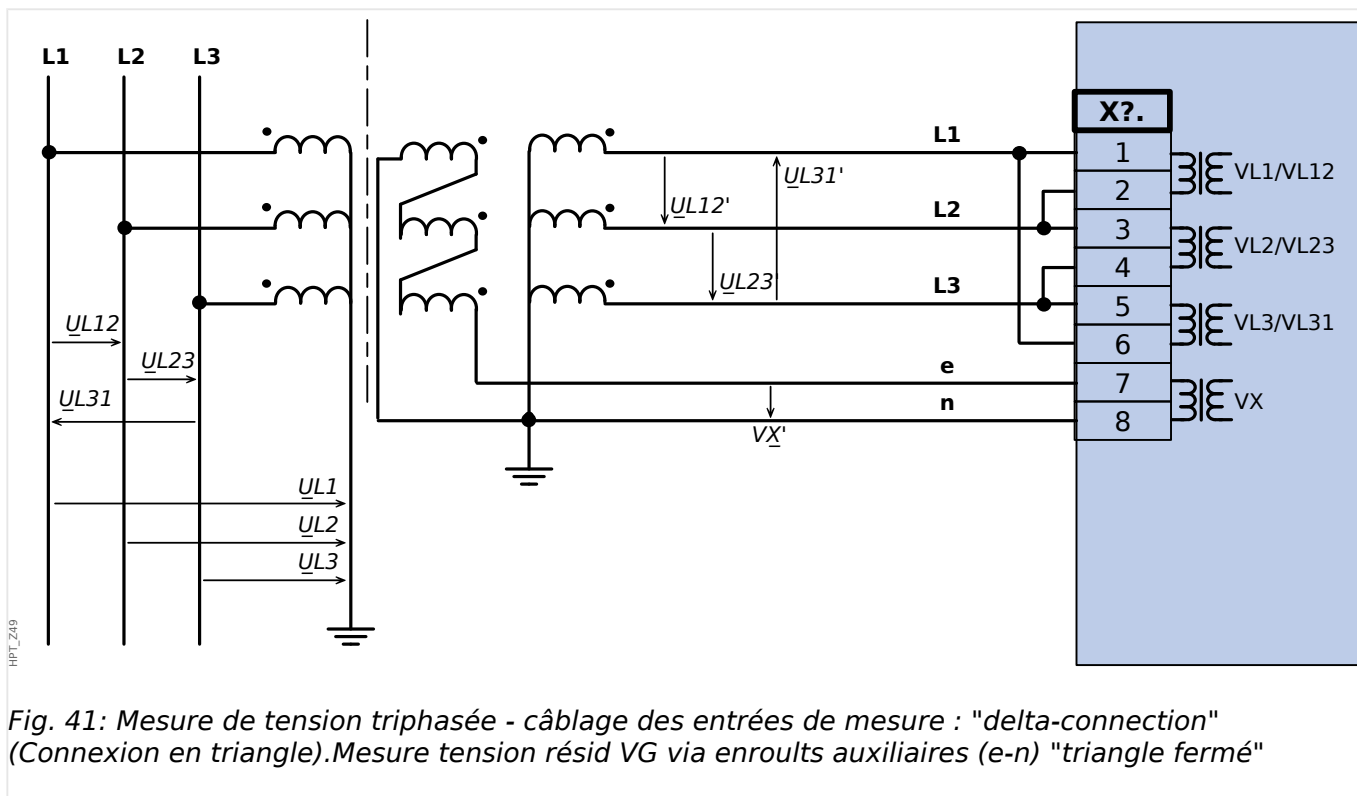 L1 L2 L3
X?.
L1
1
VL1/VL12
UL31'
2
UL12'
L2
3
VL2/VL23
4
UL23'
L3
5
VL3/VL31
UL12
6
UL23
e
7
UL31
n
VX
8
VX'
UL1
UL2
UL3
HPT_Z49
Fig. 41: Mesure de tension triphasée - câblage des entrées de mesure : "delta-connection"
(Connexion en triangle).Mesure tension résid VG via enroults auxiliaires (e-n) "triangle fermé"